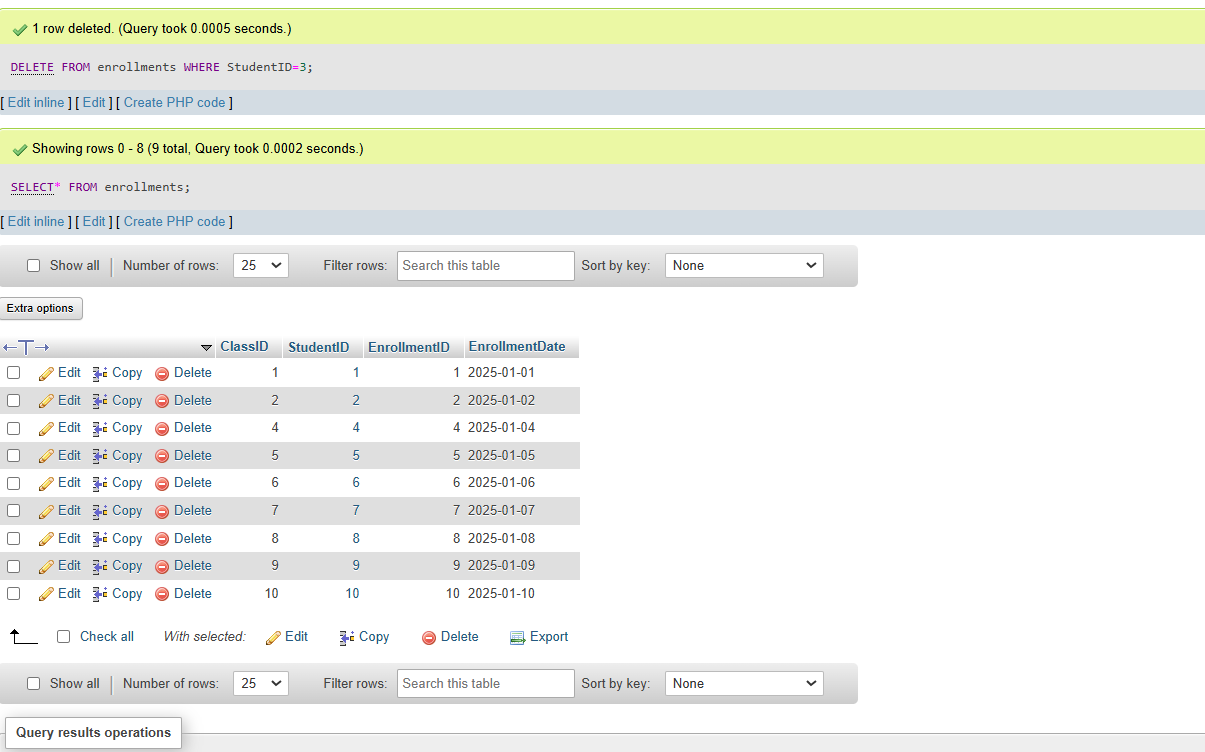 1 row deleted. (Query took 0.0005 seconds.)
DELETE FROM enrollments WHERE StudentID=3;
[ Edit inline ] [ Edit ] [ Create PHP code ]
Showing rows 0 - 8 (9 total, Query took 0.0002 seconds.)
SELECT* FROM enrollments;
[ Edit inline ] [ Edit ] [ Create PHP code ]
Show all | Number of rows: 25 Filter rows: Search this table Sort by key: None
Extra options
←T→ ClassID StudentID EnrollmentID EnrollmentDate
Edit Copy Delete 1 1 1 2025-01-01
Edit Copy Delete 2 2 2 2025-01-02
Edit Copy Delete 4 4 4 2025-01-04
Edit Copy Delete 5 5 5 2025-01-05
Edit Copy Delete 6 6 6 2025-01-06
Edit Copy Delete 7 7 7 2025-01-07
Edit Copy Delete 8 8 8 2025-01-08
Edit Copy Delete 9 9 9 2025-01-09
Edit Copy Delete 10 10 10 2025-01-10
Check all With selected: Edit Copy Delete Export
Show all | Number of rows: 25 Filter rows: Search this table Sort by key: None
Query results operations